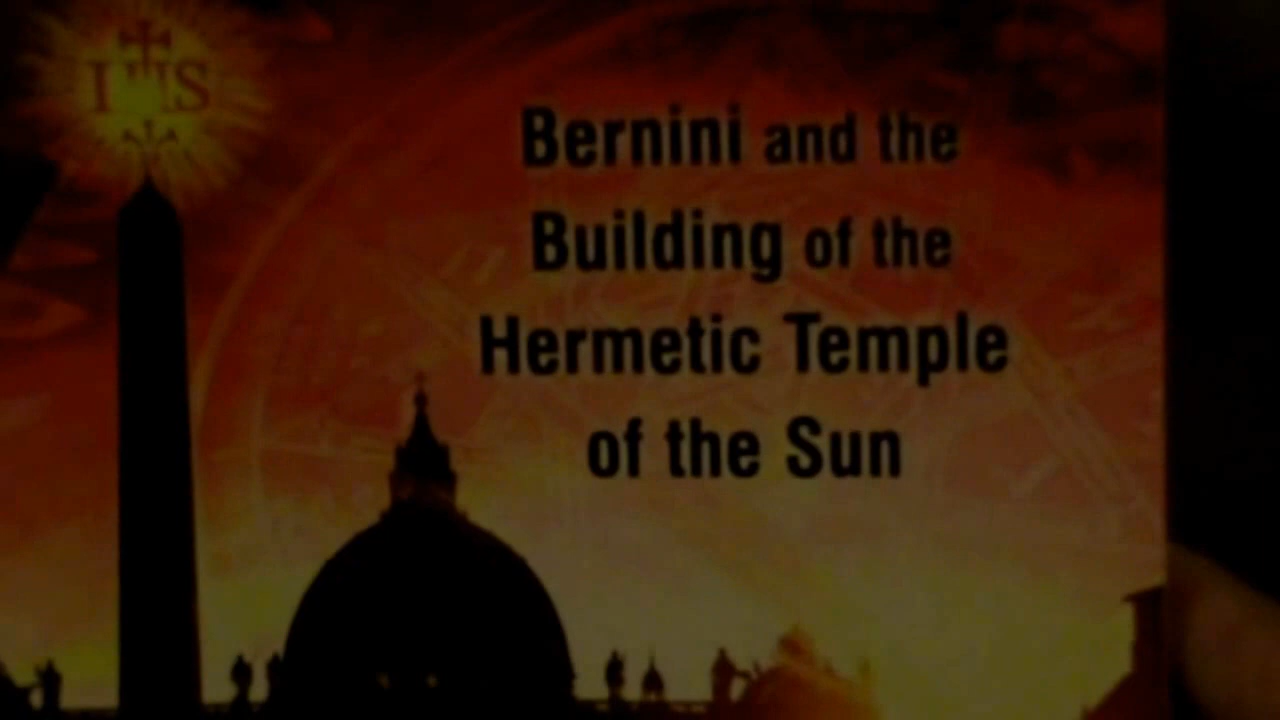 IHS
Bernini and the
Building of the
Hermetic Temple
of the Sun